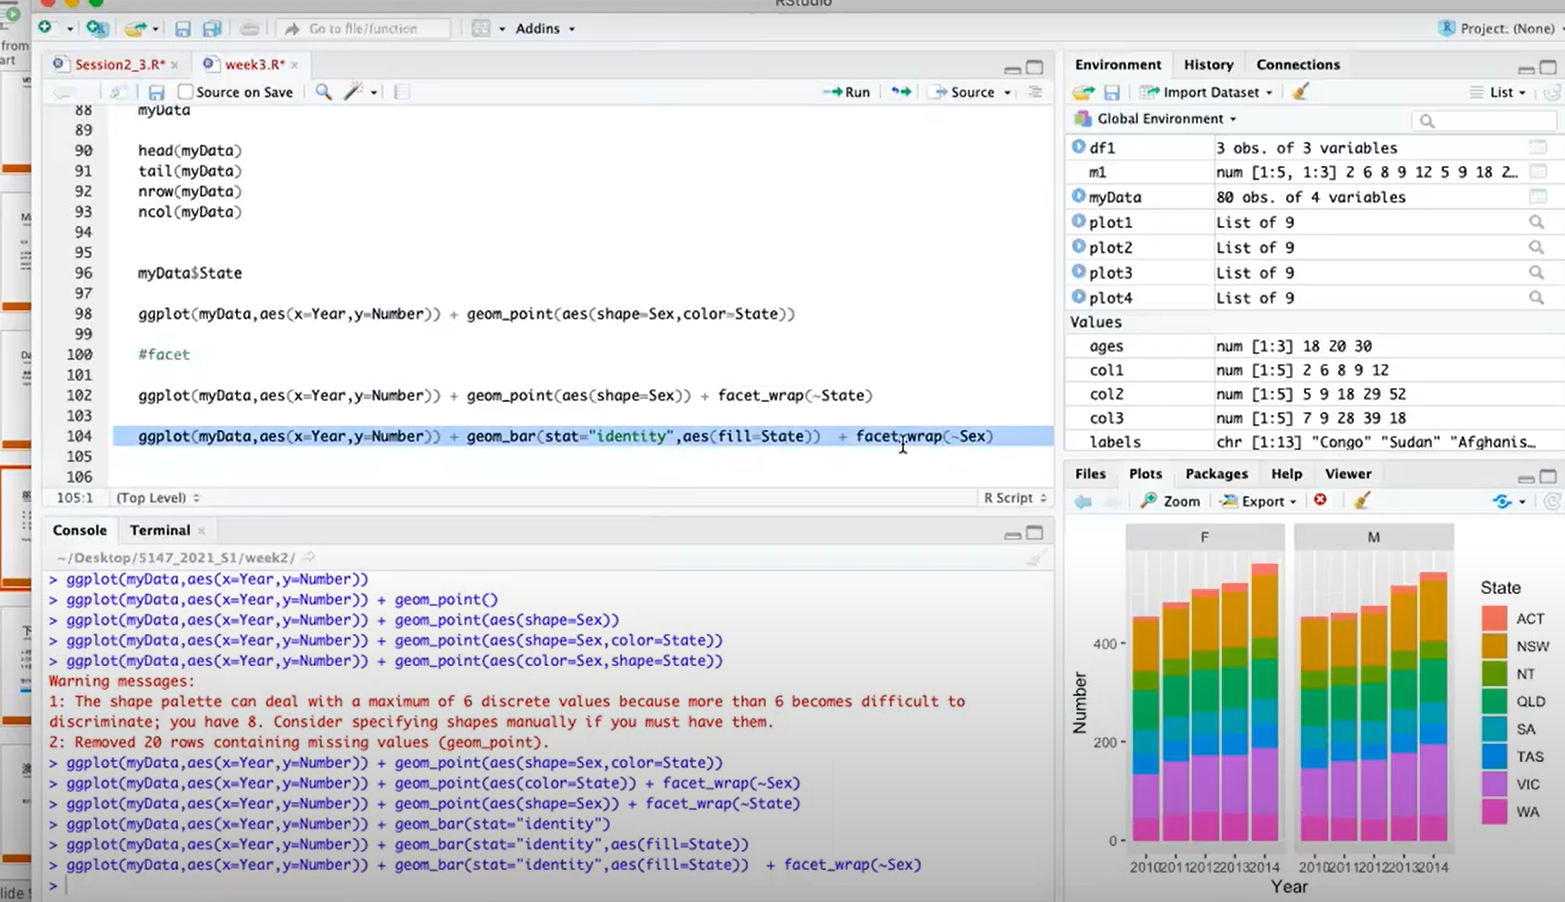 RStudio
Go to file/function
Addins
Project: (None)
from
art
Session2_3.R*
week3.R*
Source on Save
Run
Source
88 myData
89
90 head(myData)
91 tail(myData)
92 nrow(myData)
93 ncol(myData)
94
95
96 myData$State
97
98 ggplot(myData,aes(x=Year,y=Number)) + geom_point(aes(shape=Sex,color=State))
99
100 #facet
101
102 ggplot(myData,aes(x=Year,y=Number)) + geom_point(aes(shape=Sex)) + facet_wrap(~State)
103
104 ggplot(myData,aes(x=Year,y=Number)) + geom_bar(stat="identity",aes(fill=State))  + facet_wrap(~Sex)
105
106
105:1 (Top Level) R Script
Console Terminal
~/Desktop/5147_2021_S1/week2/
> ggplot(myData,aes(x=Year,y=Number))
> ggplot(myData,aes(x=Year,y=Number)) + geom_point()
> ggplot(myData,aes(x=Year,y=Number)) + geom_point(aes(shape=Sex))
> ggplot(myData,aes(x=Year,y=Number)) + geom_point(aes(shape=Sex,color=State))
> ggplot(myData,aes(x=Year,y=Number)) + geom_point(aes(color=Sex,shape=State))
Warning messages:
1: The shape palette can deal with a maximum of 6 discrete values because more than 6 becomes difficult to
discriminate; you have 8. Consider specifying shapes manually if you must have them.
2: Removed 20 rows containing missing values (geom_point).
> ggplot(myData,aes(x=Year,y=Number)) + geom_point(aes(shape=Sex,color=State))
> ggplot(myData,aes(x=Year,y=Number)) + geom_point(aes(color=State)) + facet_wrap(~Sex)
> ggplot(myData,aes(x=Year,y=Number)) + geom_point(aes(shape=Sex)) + facet_wrap(~State)
> ggplot(myData,aes(x=Year,y=Number)) + geom_bar(stat="identity")
> ggplot(myData,aes(x=Year,y=Number)) + geom_bar(stat="identity",aes(fill=State))
> ggplot(myData,aes(x=Year,y=Number)) + geom_bar(stat="identity",aes(fill=State))  + facet_wrap(~Sex)
>
Environment History Connections
Import Dataset
List
Global Environment
df1 3 obs. of 3 variables
m1 num [1:5, 1:3] 2 6 8 9 12 5 9 18 2…
myData 80 obs. of 4 variables
plot1 List of 9
plot2 List of 9
plot3 List of 9
plot4 List of 9
Values
ages num [1:3] 18 20 30
col1 num [1:5] 2 6 8 9 12
col2 num [1:5] 5 9 18 29 52
col3 num [1:5] 7 9 28 39 18
labels chr [1:13] "Congo" "Sudan" "Afghanis…
Files Plots Packages Help Viewer
Zoom Export
F M
400
200
0
Number
2010 2011 2012 2013 2014
2010 2011 2012 2013 2014
Year
State
ACT
NSW
NT
QLD
SA
TAS
VIC
WA